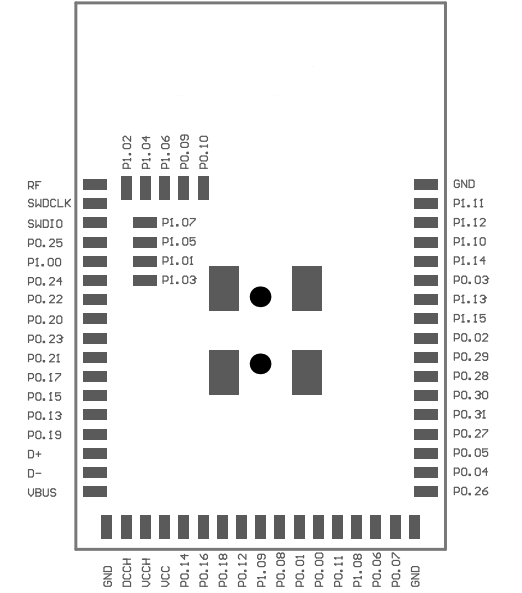 P1.02
P1.04
P1.06
P0.09
P0.10
RF
SWDCLK
SWDIO
P0.25
P1.00
P0.24
P0.22
P0.20
P0.23
P0.21
P0.17
P0.15
P0.13
P0.19
D+
D-
VBUS
P1.07
P1.05
P1.01
P1.03
GND
P1.11
P1.12
P1.10
P1.14
P0.03
P1.13
P1.15
P0.02
P0.29
P0.28
P0.30
P0.31
P0.27
P0.05
P0.04
P0.26
GND
DCCH
VCCH
VCC
P0.14
P0.16
P0.18
P0.12
P1.09
P0.08
P0.01
P0.00
P0.11
P1.08
P0.06
P0.07
GND